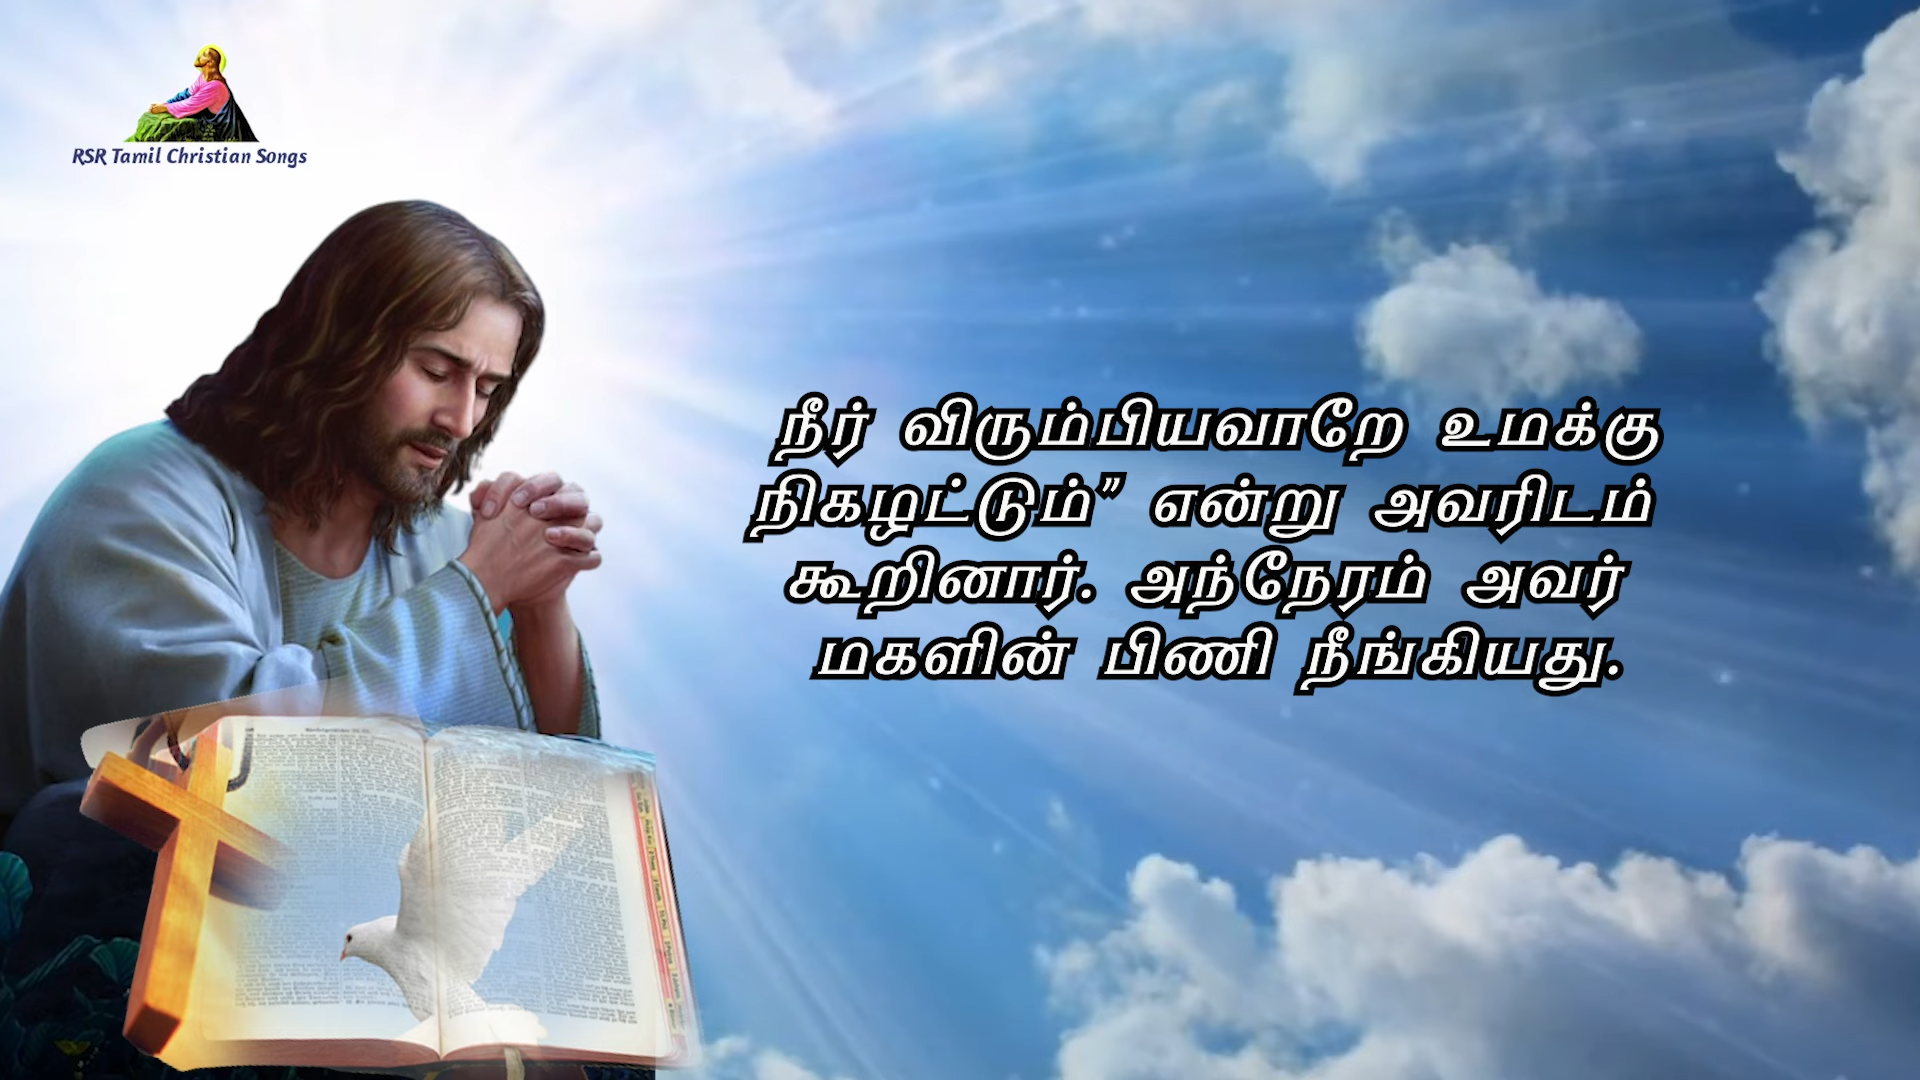 RSR Tamil Christian Songs
நீர் விரும்பியவாறே உமக்கு
நிகழட்டும்” என்று அவரிடம்
கூறினார். அந்நேரம் அவர்
மகளின் பிணி நீங்கியது.